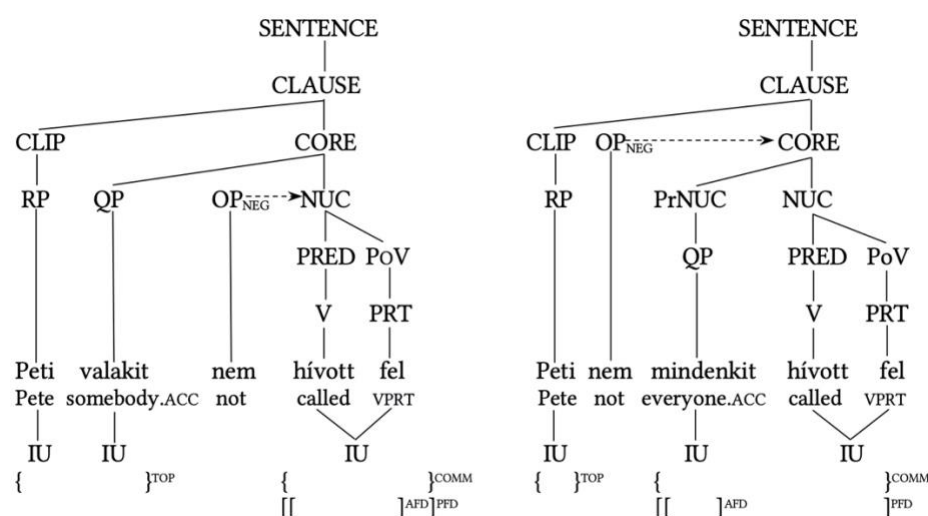 SENTENCE SENTENCE
CLAUSE CLAUSE
CLIP CORE CLIP OPNEG CORE
RP QP OPNEG NUC RP PrNUC NUC
PRED PoV QP PRED PoV
V PRT V PRT
Peti valakit nem hívott fel Peti nem mindenkit hívott fel
Pete somebody.ACC not called VPRT Pete not everyone.ACC called VPRT
IU IU IU IU IU IU
{ }TOP { }COMM { }TOP { }COMM
[[ ]AFD]PFD [[ ]AFD ]PFD